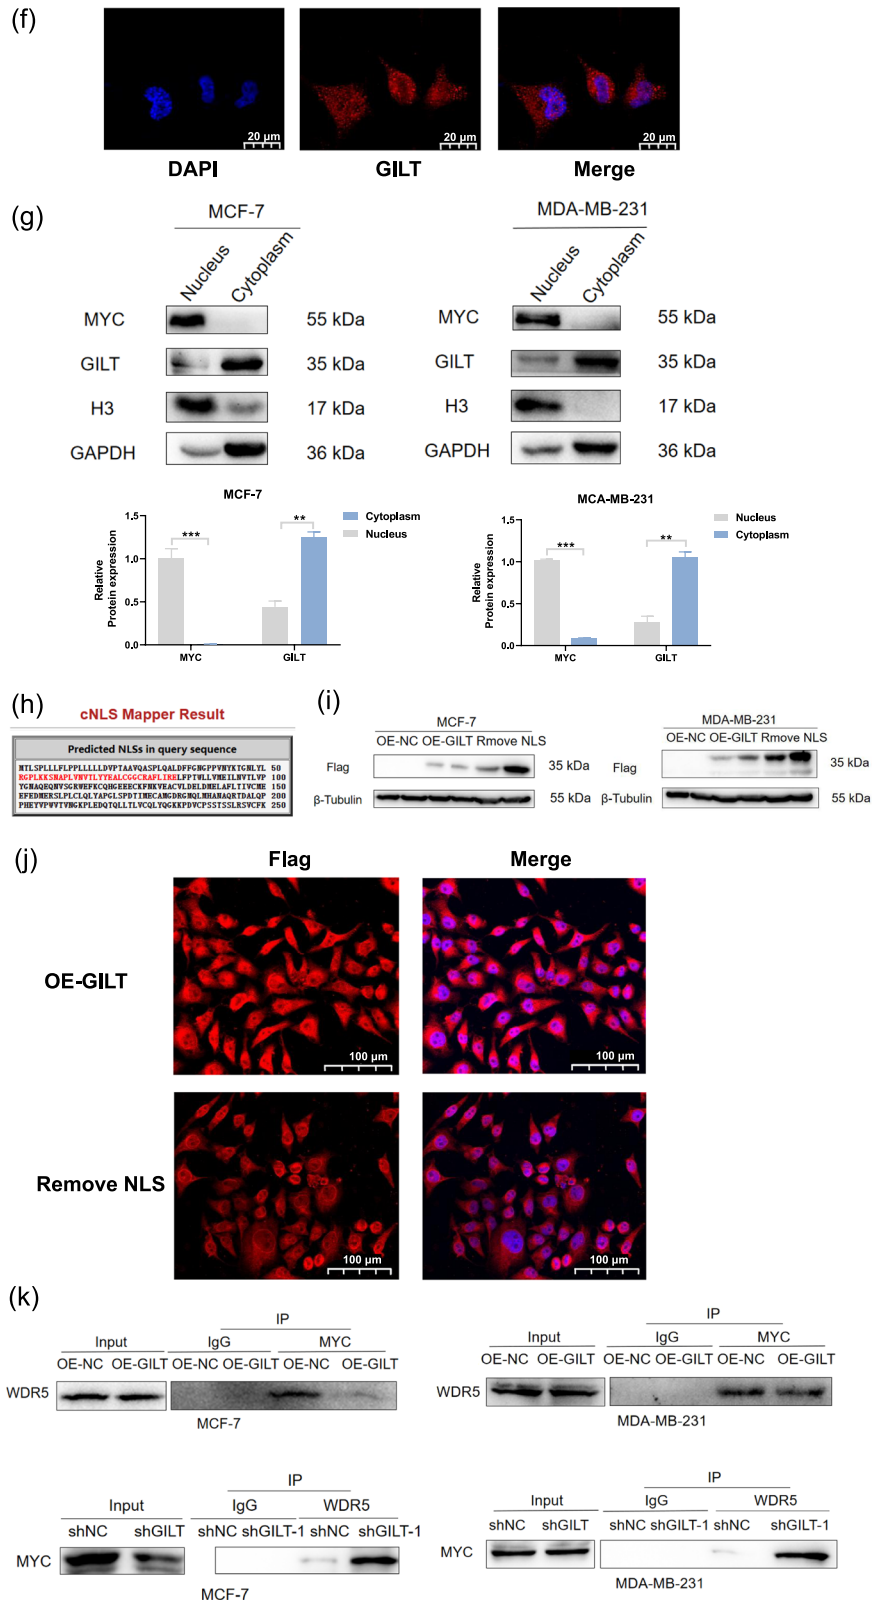 (f)
20 µm 20 µm 20 µm
DAPI GILT Merge
(g)
MCF-7 MDA-MB-231
Nucleus Cytoplasm Nucleus Cytoplasm
MYC 55 kDa MYC 55 kDa
GILT 35 kDa GILT 35 kDa
H3 17 kDa H3 17 kDa
GAPDH 36 kDa GAPDH 36 kDa
MCF-7
Relative
Protein expression
1.5
1.0
0.5
0.0
*** **
MYC GILT
Cytoplasm
Nucleus
MCA-MB-231
Relative
Protein expression
1.5
1.0
0.5
0.0
*** **
MYC GILT
Nucleus
Cytoplasm
(h)
cNLS Mapper Result
Predicted NLSs in query sequence
MTLSPLLLFLPPLLLLLDVPTAAVQASPLQALDFFGNGPPVNYKTGNLYL 50
RGPLKKSNAPLVNVTLYYEALCGGCRAFLIRELFPTWLLVMEILNVTLVP 100
YGNAQEQNVSGRWEFKCQHGEEECKFNKVEACVLDELDMELAFLTIVCME 150
EFEDMERSLPLCLQLYAPGLSPDTIMECAMGDRGMQLMHANAQRTDALQP 200
PHEYVPWVTVNGKPLEDQTQLLTLVCQLYQGKKPDVCPSSTSSLRSVCFK 250
(i)
MCF-7 MDA-MB-231
OE-NC OE-GILT Rmove NLS OE-NC OE-GILT Rmove NLS
Flag 35 kDa Flag 35 kDa
β-Tubulin 55 kDa β-Tubulin 55 kDa
(j)
Flag Merge
OE-GILT
100 µm 100 µm
Remove NLS
100 µm 100 µm
(k)
IP IP
Input IgG MYC Input IgG MYC
OE-NC OE-GILT OE-NC OE-GILT OE-NC OE-GILT OE-NC OE-GILT OE-NC OE-GILT OE-NC OE-GILT
WDR5 WDR5
MCF-7 MDA-MB-231
IP IP
Input IgG WDR5 Input IgG WDR5
shNC shGILT shNC shGILT-1 shNC shGILT-1 shNC shGILT shNC shGILT-1 shNC shGILT-1
MYC MYC
MCF-7 MDA-MB-231